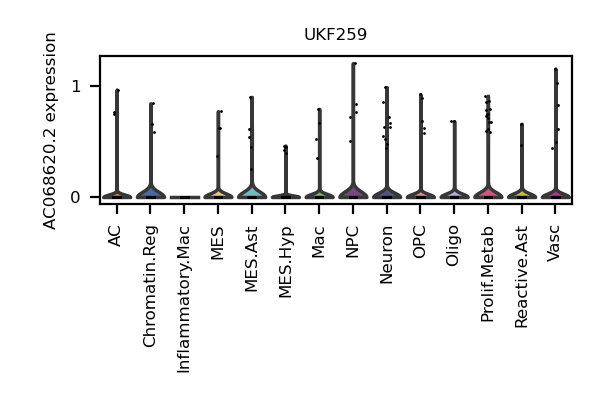 UKF259
AC068620.2 expression
1
0
AC
Chromatin.Reg
Inflammatory.Mac
MES
MES.Ast
MES.Hyp
Mac
NPC
Neuron
OPC
Oligo
Prolif.Metab
Reactive.Ast
Vasc